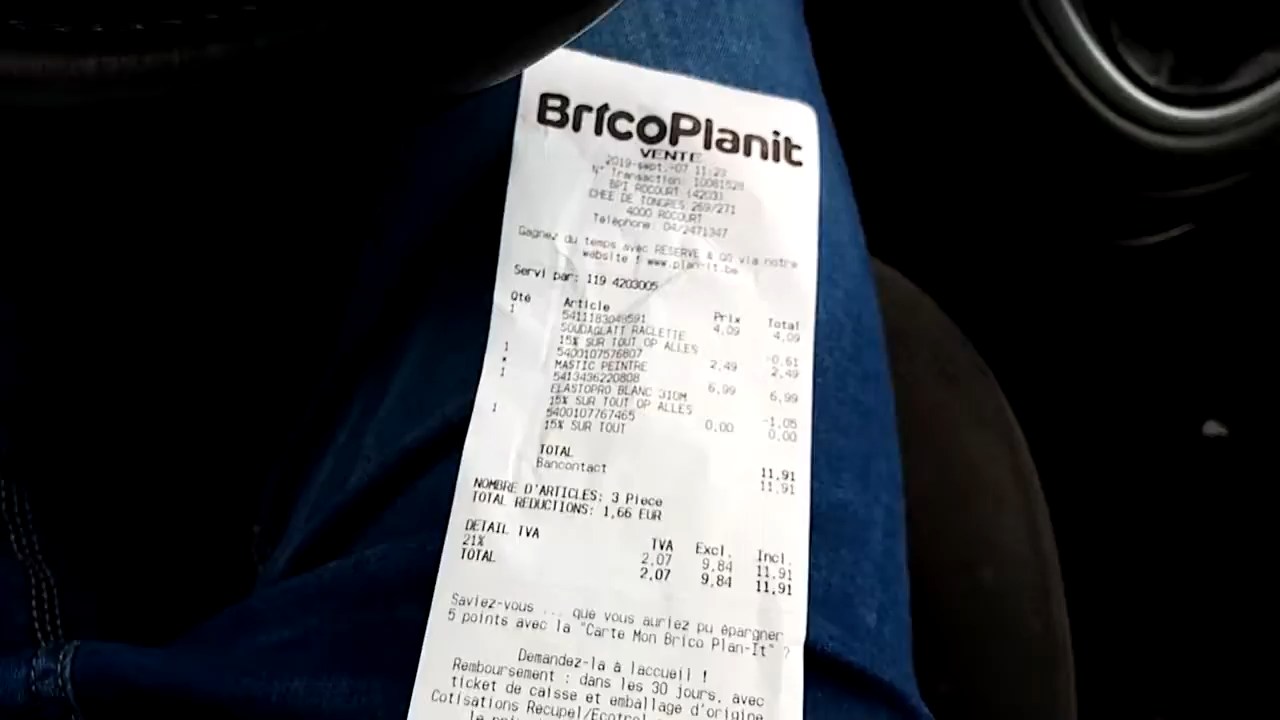 BricoPlanit
VENTE
2019-sept.-07 11:29
N° Transaction: 10081528
BPI ROCOURT (4203)
CHEE DE TONGRES 269/271
4000 ROCOURT
Téléphone: 04/2471347
Gagnez du temps avec RESERVE & GO via notre
website ! www.plan-it.be
Servi par: 119 4203005
Qté Article Prix Total
1 5411183048591 4,09 4,09
SOUDAGLATT RACLETTE
15% SUR TOUT OP ALLES -0,61
1 5400107576807 2,49 2,49
* MASTIC PEINTRE
1 5413436220808 6,99 6,99
ELASTOPRO BLANC 310M
15% SUR TOUT OP ALLES -1,05
1 5400107767465 0,00 0,00
15% SUR TOUT
TOTAL 11,91
Bancontact 11,91
NOMBRE D'ARTICLES: 3 Piece
TOTAL REDUCTIONS: 1,66 EUR
DETAIL TVA TVA Excl. Incl.
21% 2,07 9,84 11,91
TOTAL 2,07 9,84 11,91
Saviez-vous ... que vous auriez pu épargner
5 points avec la "Carte Mon Brico Plan-It" ?
Demandez-la à laccueil !
Remboursement : dans les 30 jours, avec
ticket de caisse et emballage d'origine
Cotisations Recupel/Ecotrel